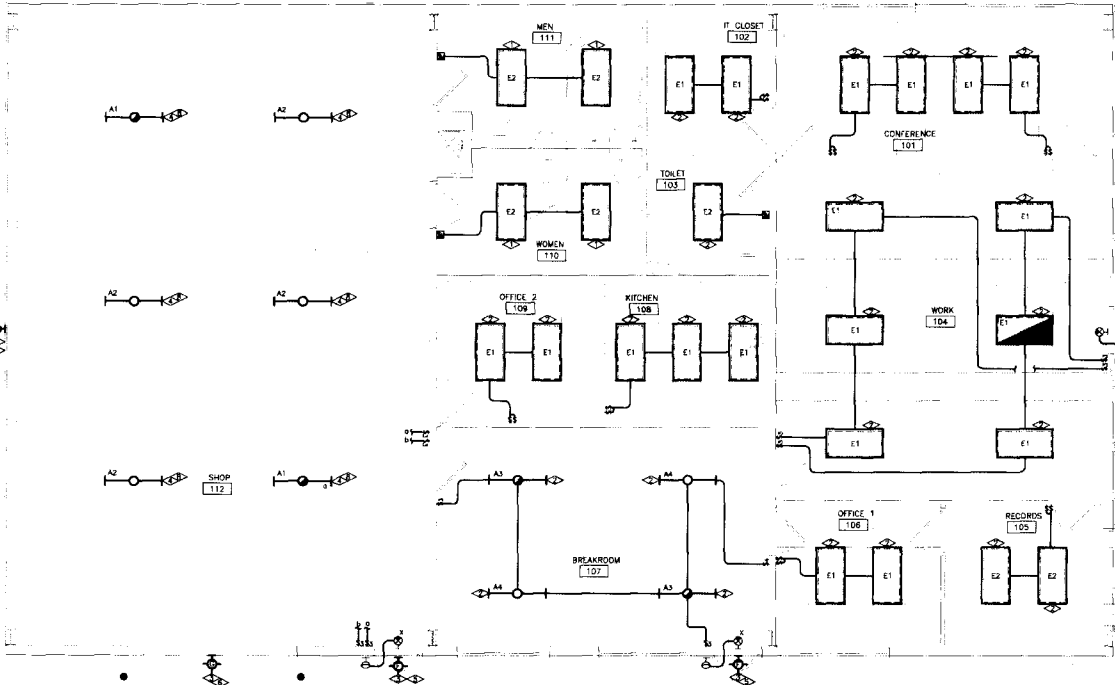 MEN
111
IT CLOSET
102
E2
E2
E1
E1
E1
E1
E1
E1
A1
A2
CONFERENCE
101
TOILET
103
E2
E2
E2
WOMEN
110
E1
E1
A2
A2
OFFICE 2
109
KITCHEN
108
WORK
104
E1
E1
E1
E1
E1
E1
E1
E1
E1
a
b
A2
SHOP
112
A1
a
A3
A4
OFFICE 1
106
RECORDS
105
BREAKROOM
107
E1
E1
E2
E2
A4
A3
b
a
x
x